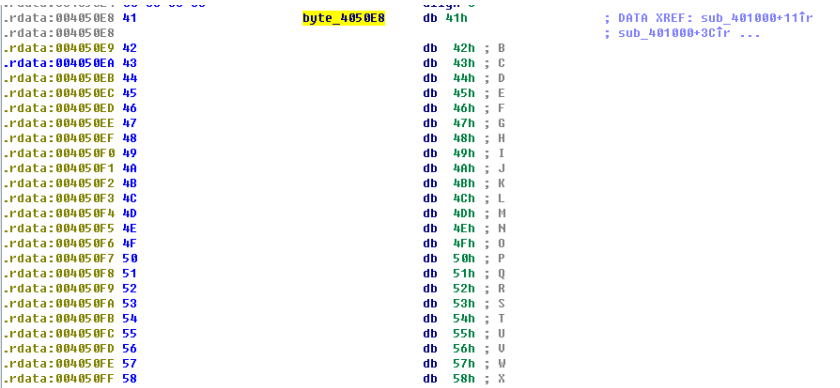 .rdata:004050E8 41 byte_4050E8 db 41h ; DATA XREF: sub_401000+11↑r
.rdata:004050E8 ; sub_401000+3C↑r ...
.rdata:004050E9 42 db 42h ; B
.rdata:004050EA 43 db 43h ; C
.rdata:004050EB 44 db 44h ; D
.rdata:004050EC 45 db 45h ; E
.rdata:004050ED 46 db 46h ; F
.rdata:004050EE 47 db 47h ; G
.rdata:004050EF 48 db 48h ; H
.rdata:004050F0 49 db 49h ; I
.rdata:004050F1 4A db 4Ah ; J
.rdata:004050F2 4B db 4Bh ; K
.rdata:004050F3 4C db 4Ch ; L
.rdata:004050F4 4D db 4Dh ; M
.rdata:004050F5 4E db 4Eh ; N
.rdata:004050F6 4F db 4Fh ; O
.rdata:004050F7 50 db 50h ; P
.rdata:004050F8 51 db 51h ; Q
.rdata:004050F9 52 db 52h ; R
.rdata:004050FA 53 db 53h ; S
.rdata:004050FB 54 db 54h ; T
.rdata:004050FC 55 db 55h ; U
.rdata:004050FD 56 db 56h ; V
.rdata:004050FE 57 db 57h ; W
.rdata:004050FF 58 db 58h ; X